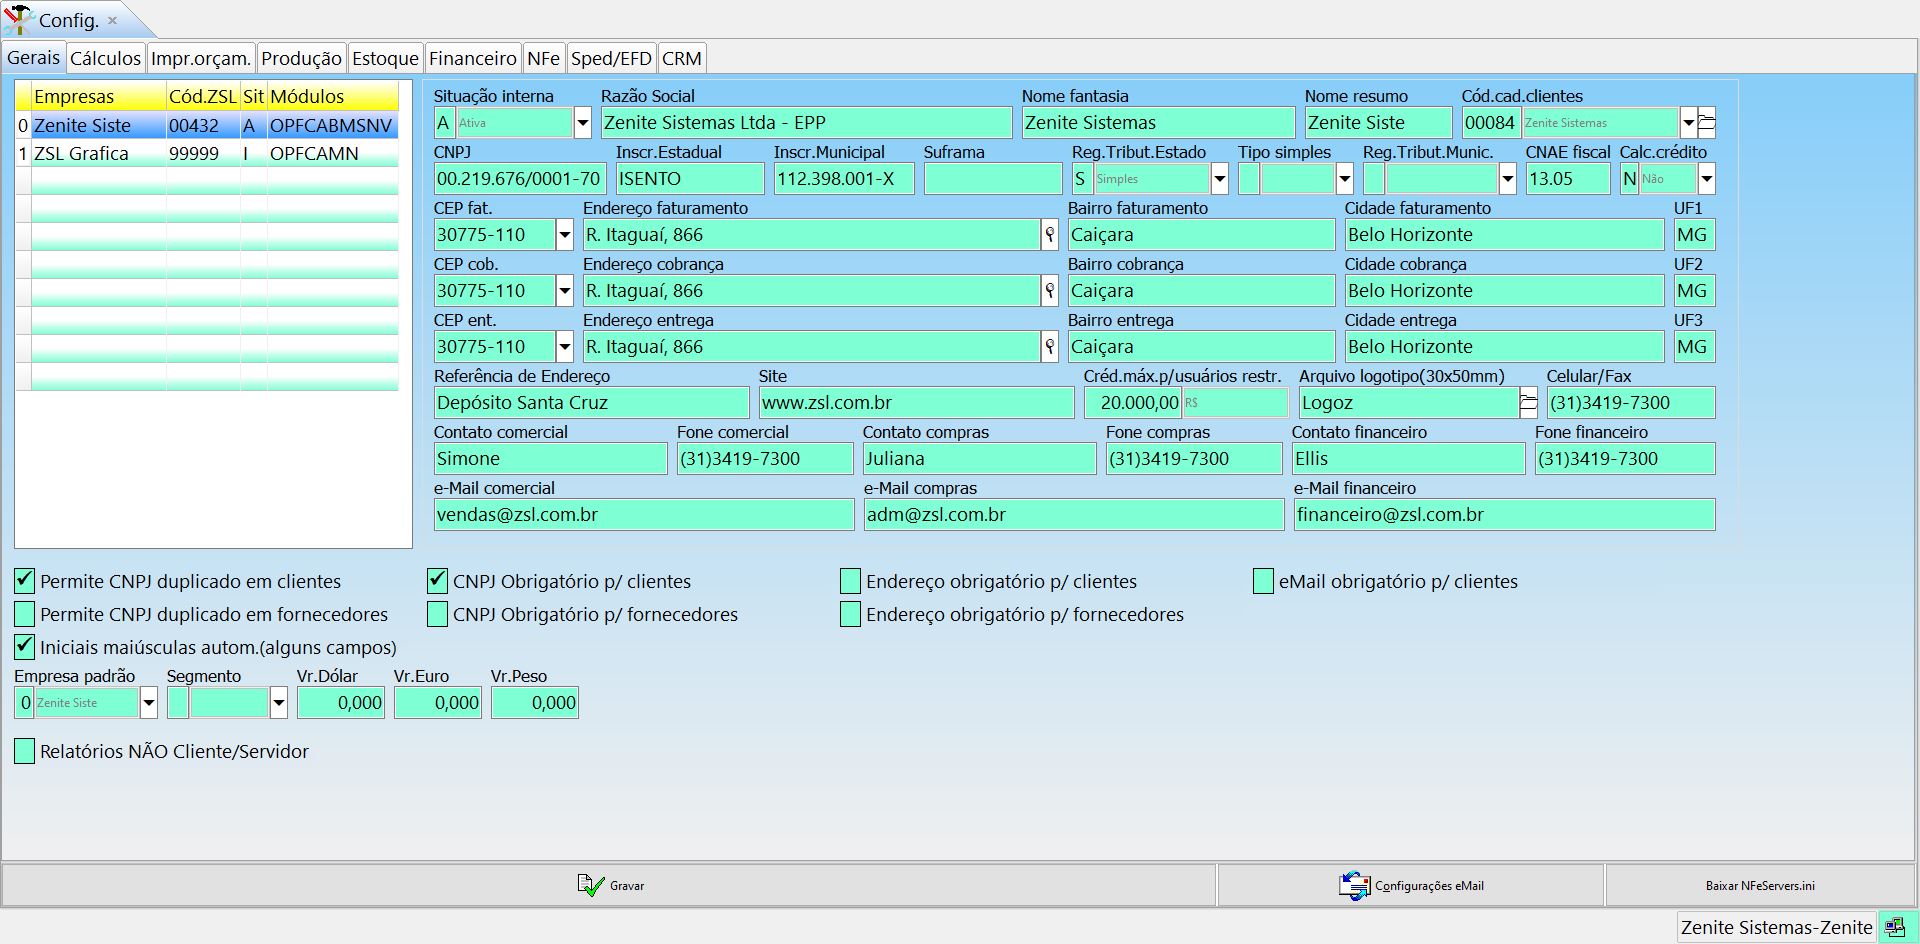 Config.
Gerais Cálculos Impr.orçam. Produção Estoque Financeiro NFe Sped/EFD CRM
Empresas Cód.ZSL Sit Módulos
0 Zenite Siste 00432 A OPFCABMSNV
1 ZSL Grafica 99999 I OPFCAMN
Situação interna Razão Social Nome fantasia Nome resumo Cód.cad.clientes
A Ativa Zenite Sistemas Ltda - EPP Zenite Sistemas Zenite Siste 00084 Zenite Sistemas
CNPJ Inscr.Estadual Inscr.Municipal Suframa Reg.Tribut.Estado Tipo simples Reg.Tribut.Munic. CNAE fiscal Calc.crédito
00.219.676/0001-70 ISENTO 112.398.001-X S Simples 13.05 N Não
CEP fat. Endereço faturamento Bairro faturamento Cidade faturamento UF1
30775-110 R. Itaguaí, 866 Caiçara Belo Horizonte MG
CEP cob. Endereço cobrança Bairro cobrança Cidade cobrança UF2
30775-110 R. Itaguaí, 866 Caiçara Belo Horizonte MG
CEP ent. Endereço entrega Bairro entrega Cidade entrega UF3
30775-110 R. Itaguaí, 866 Caiçara Belo Horizonte MG
Referência de Endereço Site Créd.máx.p/usuários restr. Arquivo logotipo(30x50mm) Celular/Fax
Depósito Santa Cruz www.zsl.com.br 20.000,00 R$ Logoz (31)3419-7300
Contato comercial Fone comercial Contato compras Fone compras Contato financeiro Fone financeiro
Simone (31)3419-7300 Juliana (31)3419-7300 Ellis (31)3419-7300
e-Mail comercial e-Mail compras e-Mail financeiro
vendas@zsl.com.br adm@zsl.com.br financeiro@zsl.com.br
Permite CNPJ duplicado em clientes CNPJ Obrigatório p/ clientes Endereço obrigatório p/ clientes eMail obrigatório p/ clientes
Permite CNPJ duplicado em fornecedores CNPJ Obrigatório p/ fornecedores Endereço obrigatório p/ fornecedores
Iniciais maiúsculas autom.(alguns campos)
Empresa padrão Segmento Vr.Dólar Vr.Euro Vr.Peso
0 Zenite Siste 0,000 0,000 0,000
Relatórios NÃO Cliente/Servidor
Gravar Configurações eMail Baixar NFeServers.ini
Zenite Sistemas-Zenite